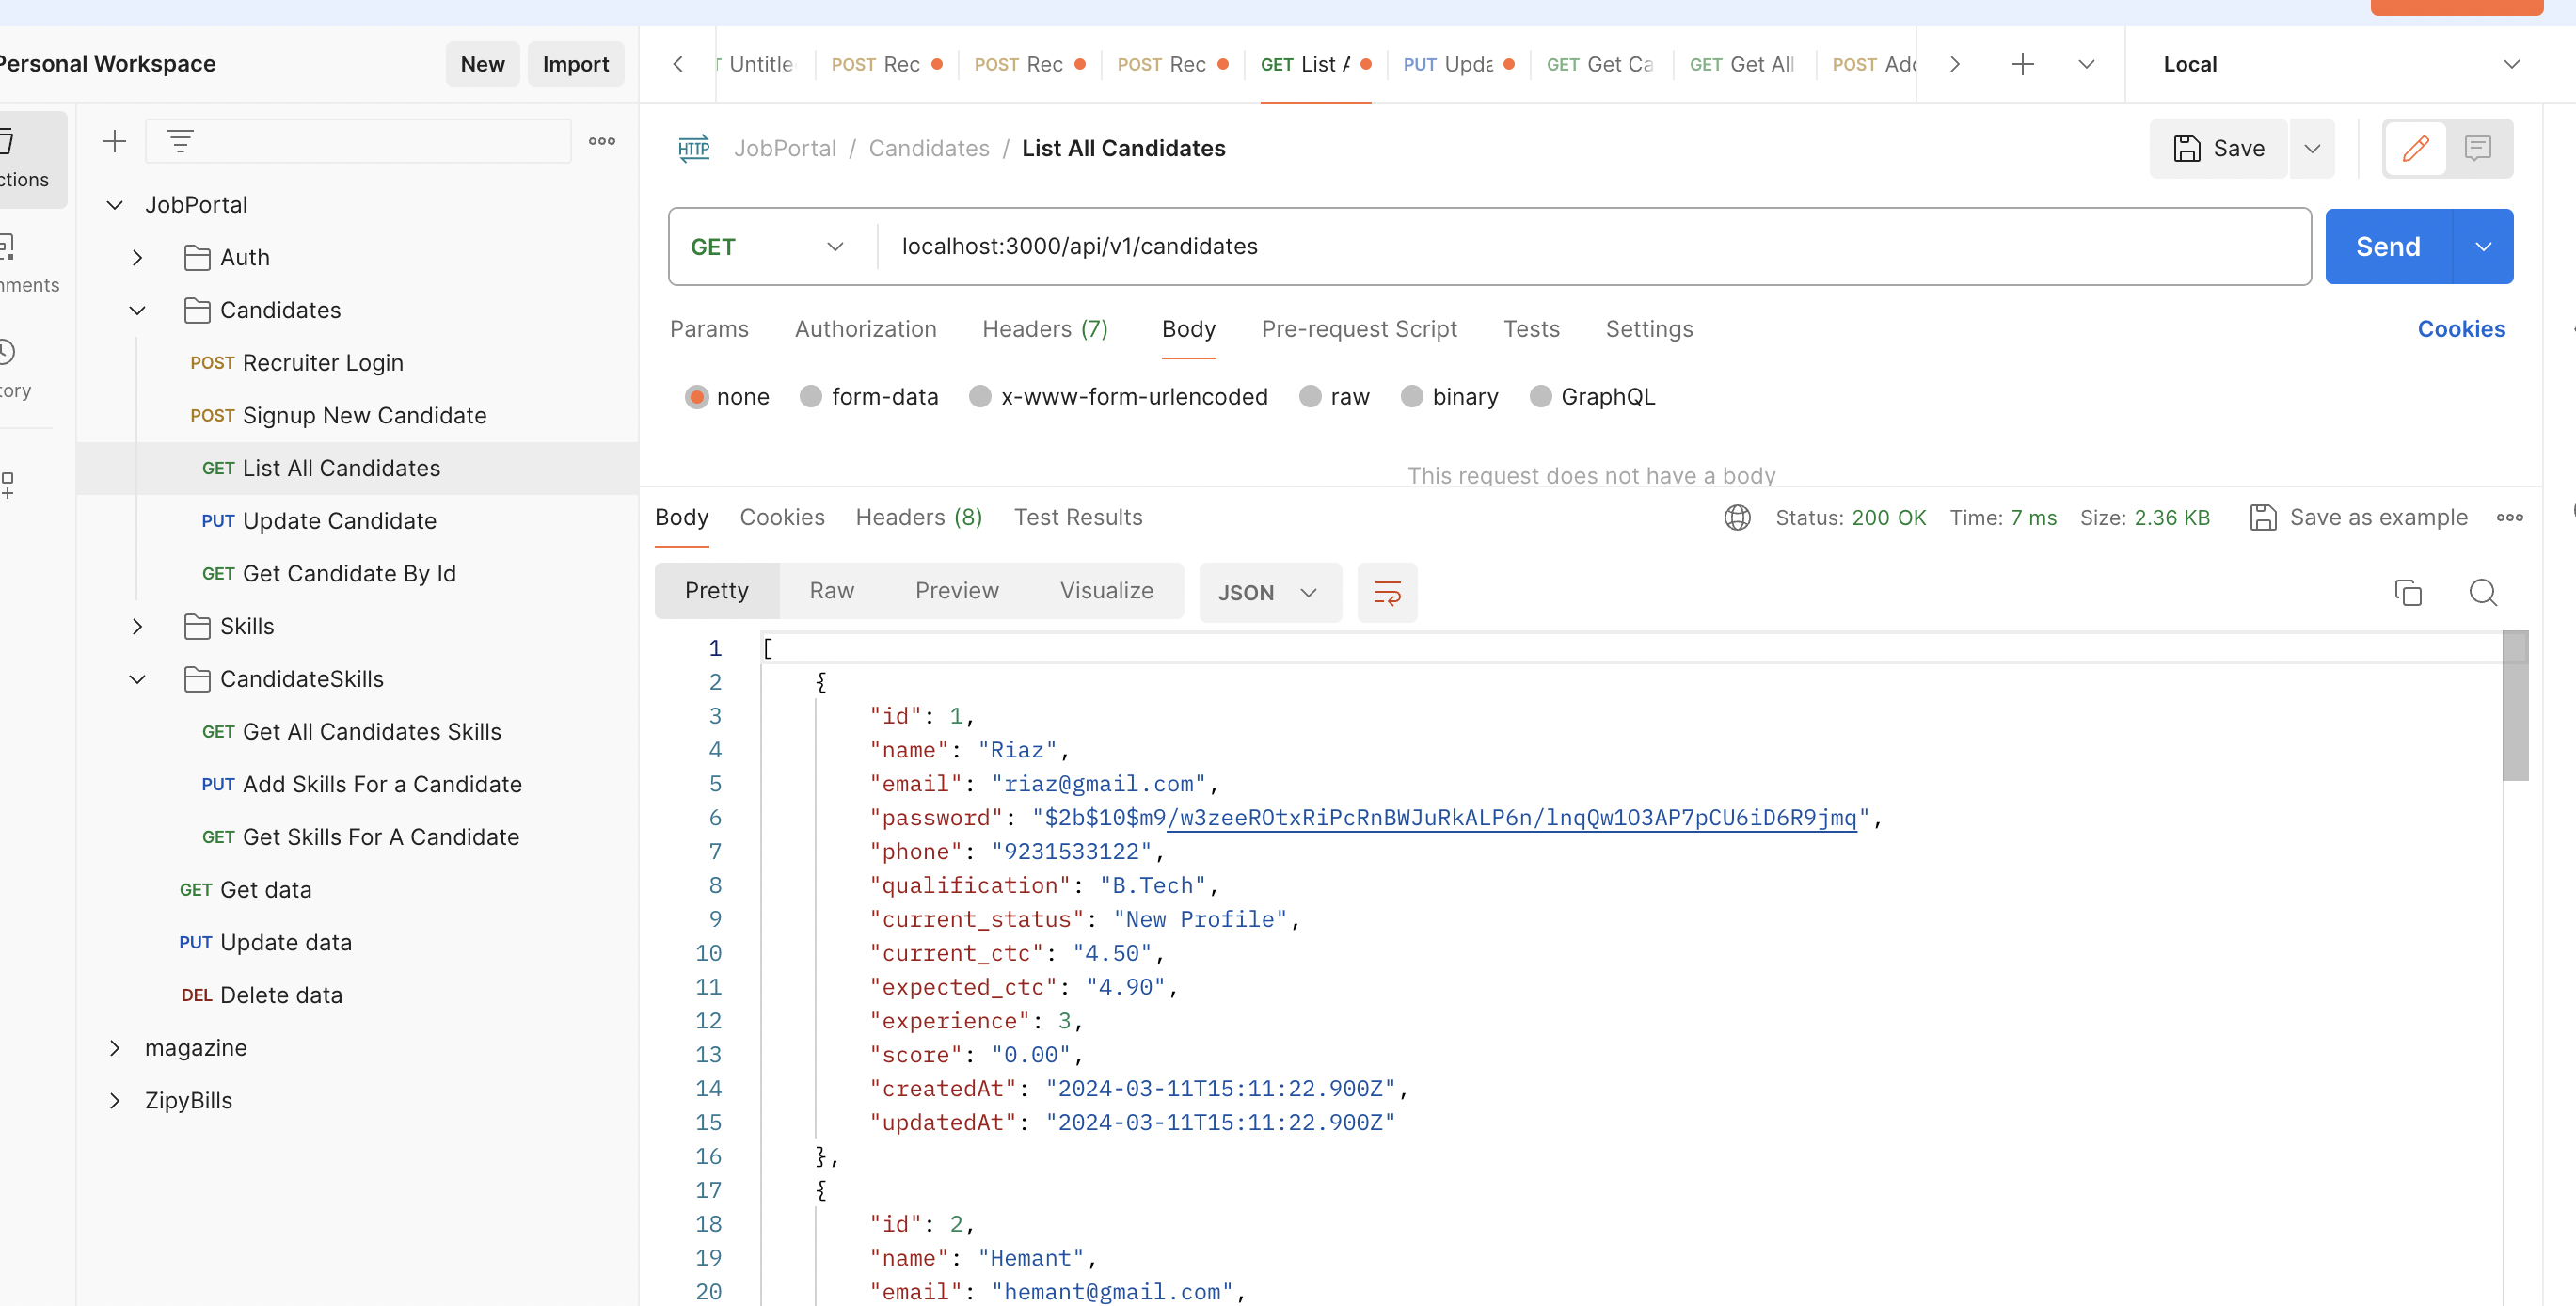 Personal Workspace
New
Import
Untitle
POST Rec
POST Rec
POST Rec
GET List A
PUT Upda
GET Get Ca
GET Get All
POST Add
Local
ctions
nments
tory
JobPortal
Auth
Candidates
POST Recruiter Login
POST Signup New Candidate
GET List All Candidates
PUT Update Candidate
GET Get Candidate By Id
Skills
CandidateSkills
GET Get All Candidates Skills
PUT Add Skills For a Candidate
GET Get Skills For A Candidate
GET Get data
PUT Update data
DEL Delete data
magazine
ZipyBills
HTTP JobPortal / Candidates / List All Candidates
Save
GET localhost:3000/api/v1/candidates
Send
Params Authorization Headers (7) Body Pre-request Script Tests Settings Cookies
none form-data x-www-form-urlencoded raw binary GraphQL
This request does not have a body
Body Cookies Headers (8) Test Results Status: 200 OK Time: 7 ms Size: 2.36 KB Save as example
Pretty Raw Preview Visualize JSON
1 [
2 {
3 "id": 1,
4 "name": "Riaz",
5 "email": "riaz@gmail.com",
6 "password": "$2b$10$m9/w3zeeROtxRiPcRnBWJuRkALP6n/lnqQw1O3AP7pCU6iD6R9jmq",
7 "phone": "9231533122",
8 "qualification": "B.Tech",
9 "current_status": "New Profile",
10 "current_ctc": "4.50",
11 "expected_ctc": "4.90",
12 "experience": 3,
13 "score": "0.00",
14 "createdAt": "2024-03-11T15:11:22.900Z",
15 "updatedAt": "2024-03-11T15:11:22.900Z"
16 },
17 {
18 "id": 2,
19 "name": "Hemant",
20 "email": "hemant@gmail.com",